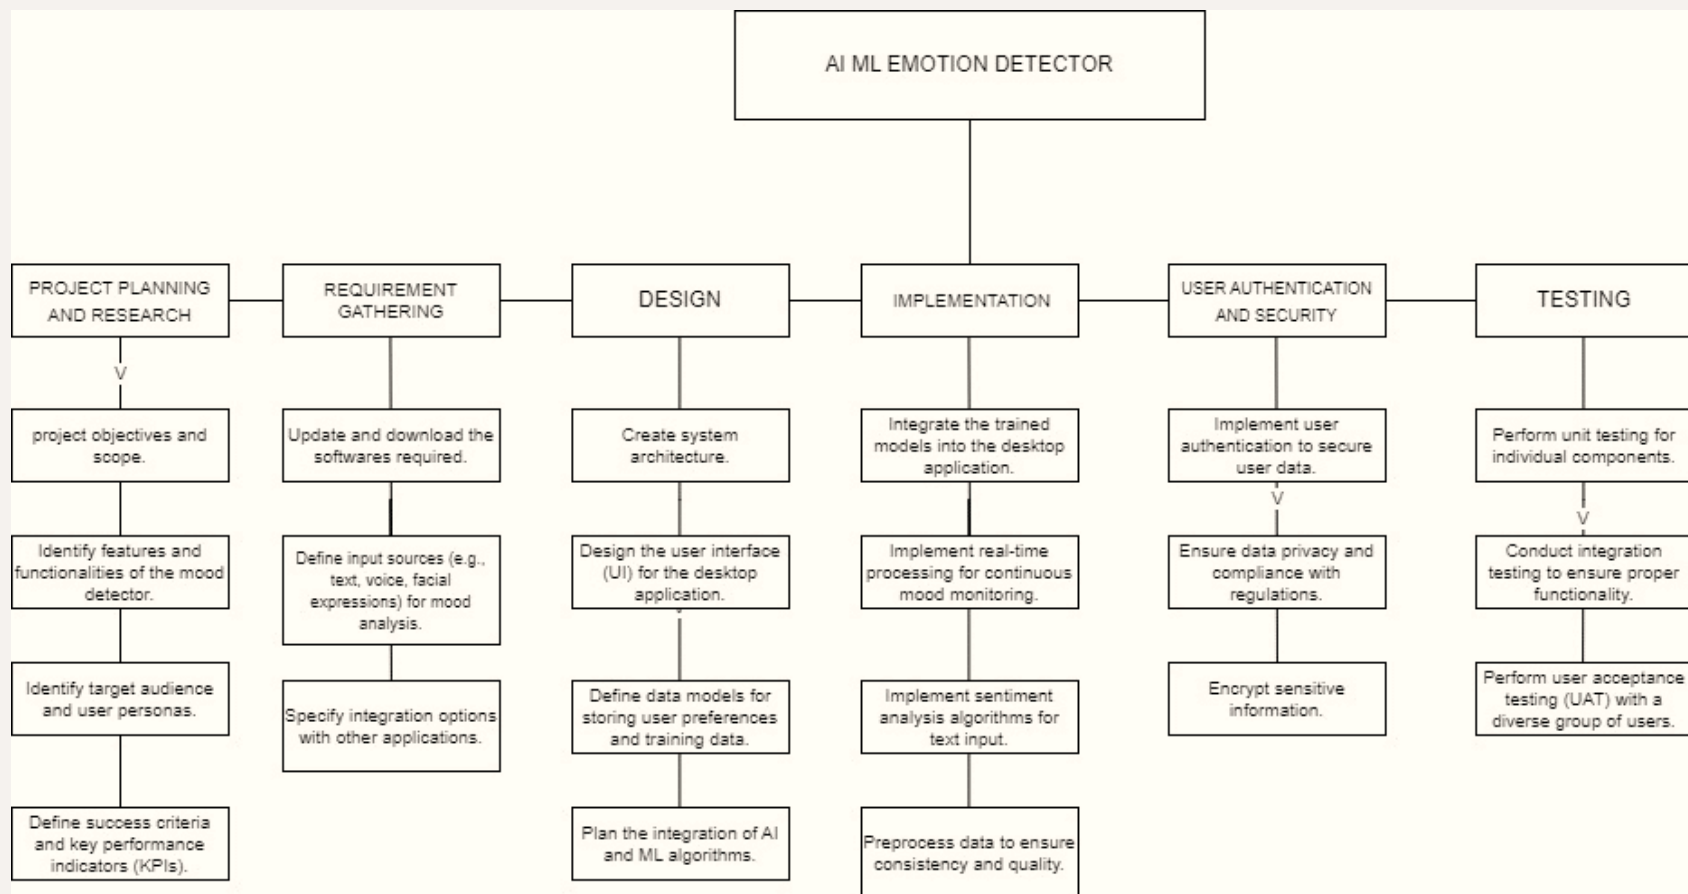 AI ML EMOTION DETECTOR
PROJECT PLANNING
AND RESEARCH
V
project objectives and
scope.
Identify features and
functionalities of the mood
detector.
Identify target audience
and user personas.
Define success criteria
and key performance
indicators (KPIs).
REQUIREMENT
GATHERING
Update and download the
softwares required.
Define input sources (e.g.,
text, voice, facial
expressions) for mood
analysis.
Specify integration options
with other applications.
DESIGN
Create system
architecture.
Design the user interface
(UI) for the desktop
application.
Define data models for
storing user preferences
and training data.
Plan the integration of AI
and ML algorithms.
IMPLEMENTATION
Integrate the trained
models into the desktop
application.
Implement real-time
processing for continuous
mood monitoring.
Implement sentiment
analysis algorithms for
text input.
Preprocess data to ensure
consistency and quality.
USER AUTHENTICATION
AND SECURITY
Implement user
authentication to secure
user data.
V
Ensure data privacy and
compliance with
regulations.
Encrypt sensitive
information.
TESTING
Perform unit testing for
individual components.
V
Conduct integration
testing to ensure proper
functionality.
Perform user acceptance
testing (UAT) with a
diverse group of users.